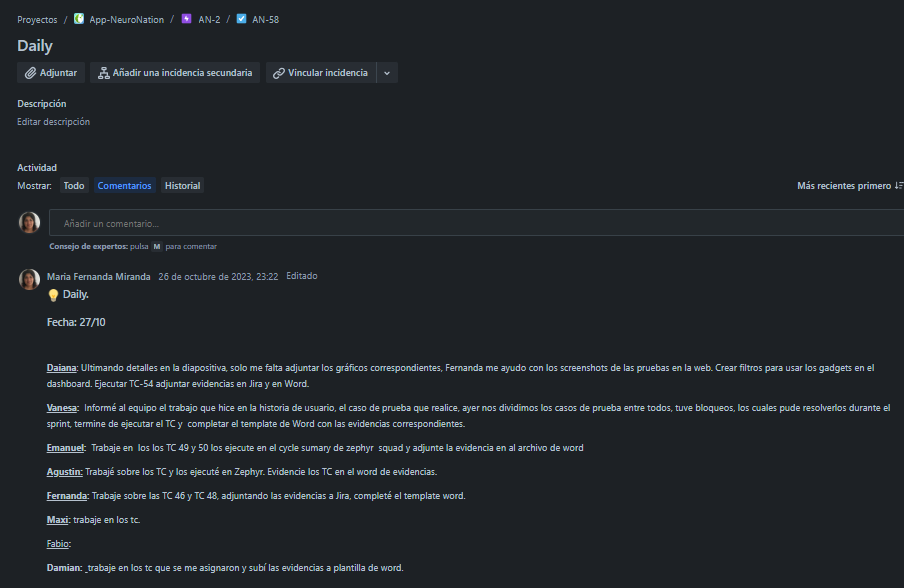 Proyectos / App-NeuroNation / AN-2 / AN-58
Daily
Adjuntar Añadir una incidencia secundaria Vincular incidencia
Descripción
Editar descripción
Actividad
Mostrar: Todo Comentarios Historial Más recientes primero
Añadir un comentario...
Consejo de expertos: pulsa M para comentar
María Fernanda Miranda 26 de octubre de 2023, 23:22 Editado
Daily.
Fecha: 27/10
Daiana: Ultimando detalles en la diapositiva, solo me falta adjuntar los gráficos correspondientes, Fernanda me ayudo con los screenshots de las pruebas en la web. Crear filtros para usar los gadgets en el
dashboard. Ejecutar TC-54 adjuntar evidencias en Jira y en Word.
Vanesa: Informé al equipo el trabajo que hice en la historia de usuario, el caso de prueba que realice, ayer nos dividimos los casos de prueba entre todos, tuve bloqueos, los cuales pude resolverlos durante el
sprint, termine de ejecutar el TC y completar el template de Word con las evidencias correspondientes.
Emanuel: Trabaje en los los TC 49 y 50 los ejecute en el cycle sumary de zephyr squad y adjunte la evidencia en al archivo de word
Agustin: Trabajé sobre los TC y los ejecuté en Zephyr. Evidencie los TC en el word de evidencias.
Fernanda: Trabaje sobre las TC 46 y TC 48, adjuntando las evidencias a Jira, completé el template word.
Maxi: trabaje en los tc.
Fabio:
Damian: trabaje en los tc que se me asignaron y subí las evidencias a plantilla de word.